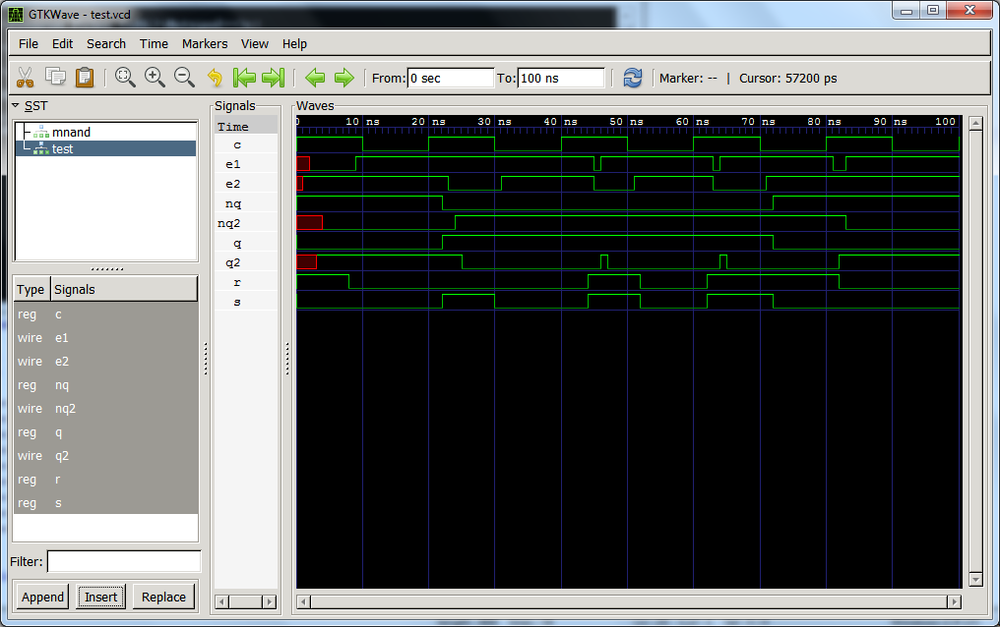 GTKWave - test.vcd
File Edit Search Time Markers View Help
From: 0 sec To: 100 ns Marker: -- | Cursor: 57200 ps
SST
mnand
test
Type Signals
reg c
wire e1
wire e2
reg nq
wire nq2
reg q
wire q2
reg r
reg s
Filter:
Append Insert Replace
Signals
Time
c
e1
e2
nq
nq2
q
q2
r
s
Waves
0 10 ns 20 ns 30 ns 40 ns 50 ns 60 ns 70 ns 80 ns 90 ns 100